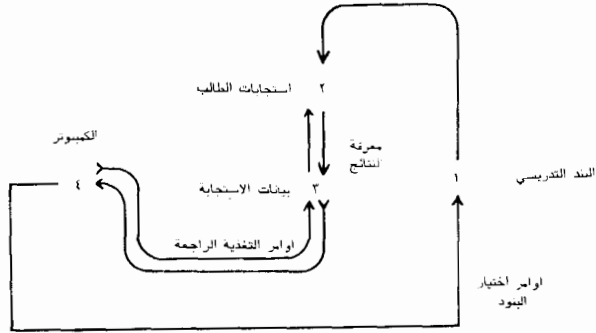 ٢ استجابات الطالب
الكمبيوتر
معرفة
النتائج
١ البند التدريسي
٣ بيانات الاستجابة
٤
اوامر التغذية الراجعة
اوامر اختيار
البنود